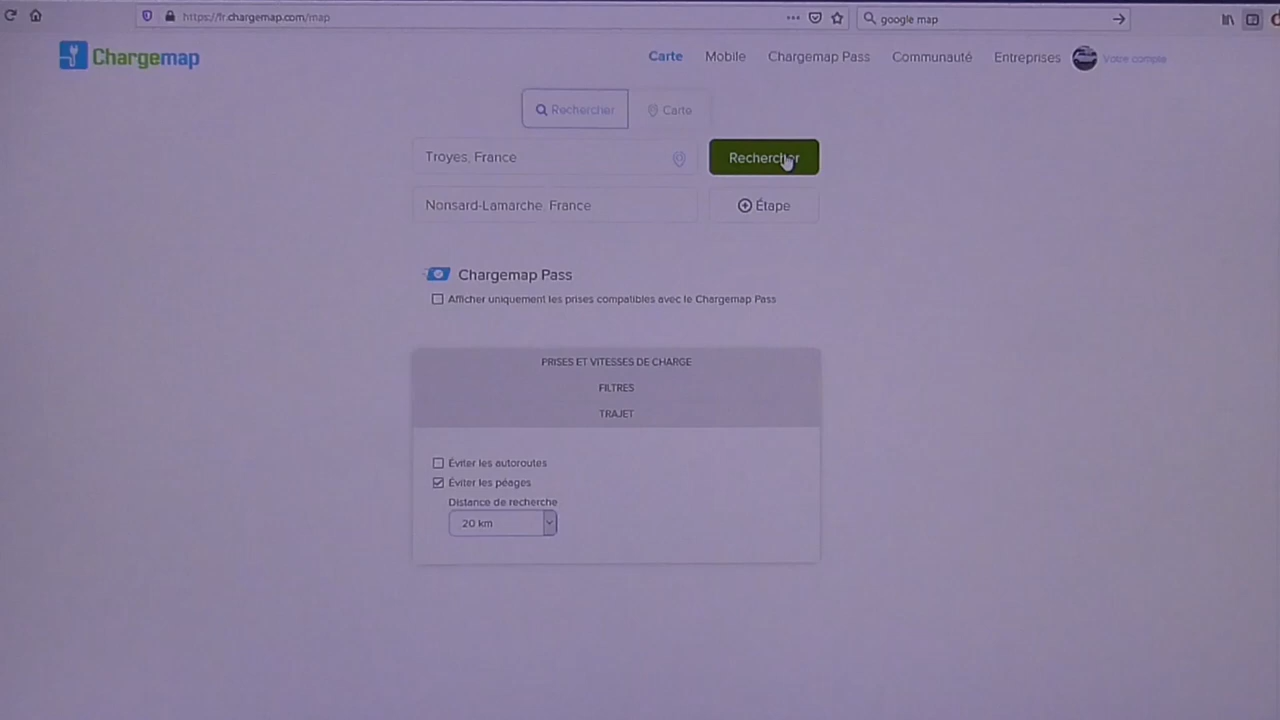 https://fr.chargemap.com/map
google map
Chargemap
Carte
Mobile
Chargemap Pass
Communauté
Entreprises
Votre compte
Rechercher
Carte
Troyes, France
Rechercher
Nonsard-Lamarche, France
Étape
Chargemap Pass
Afficher uniquement les prises compatibles avec le Chargemap Pass
PRISES ET VITESSES DE CHARGE
FILTRES
TRAJET
Éviter les autoroutes
Éviter les péages
Distance de recherche
20 km